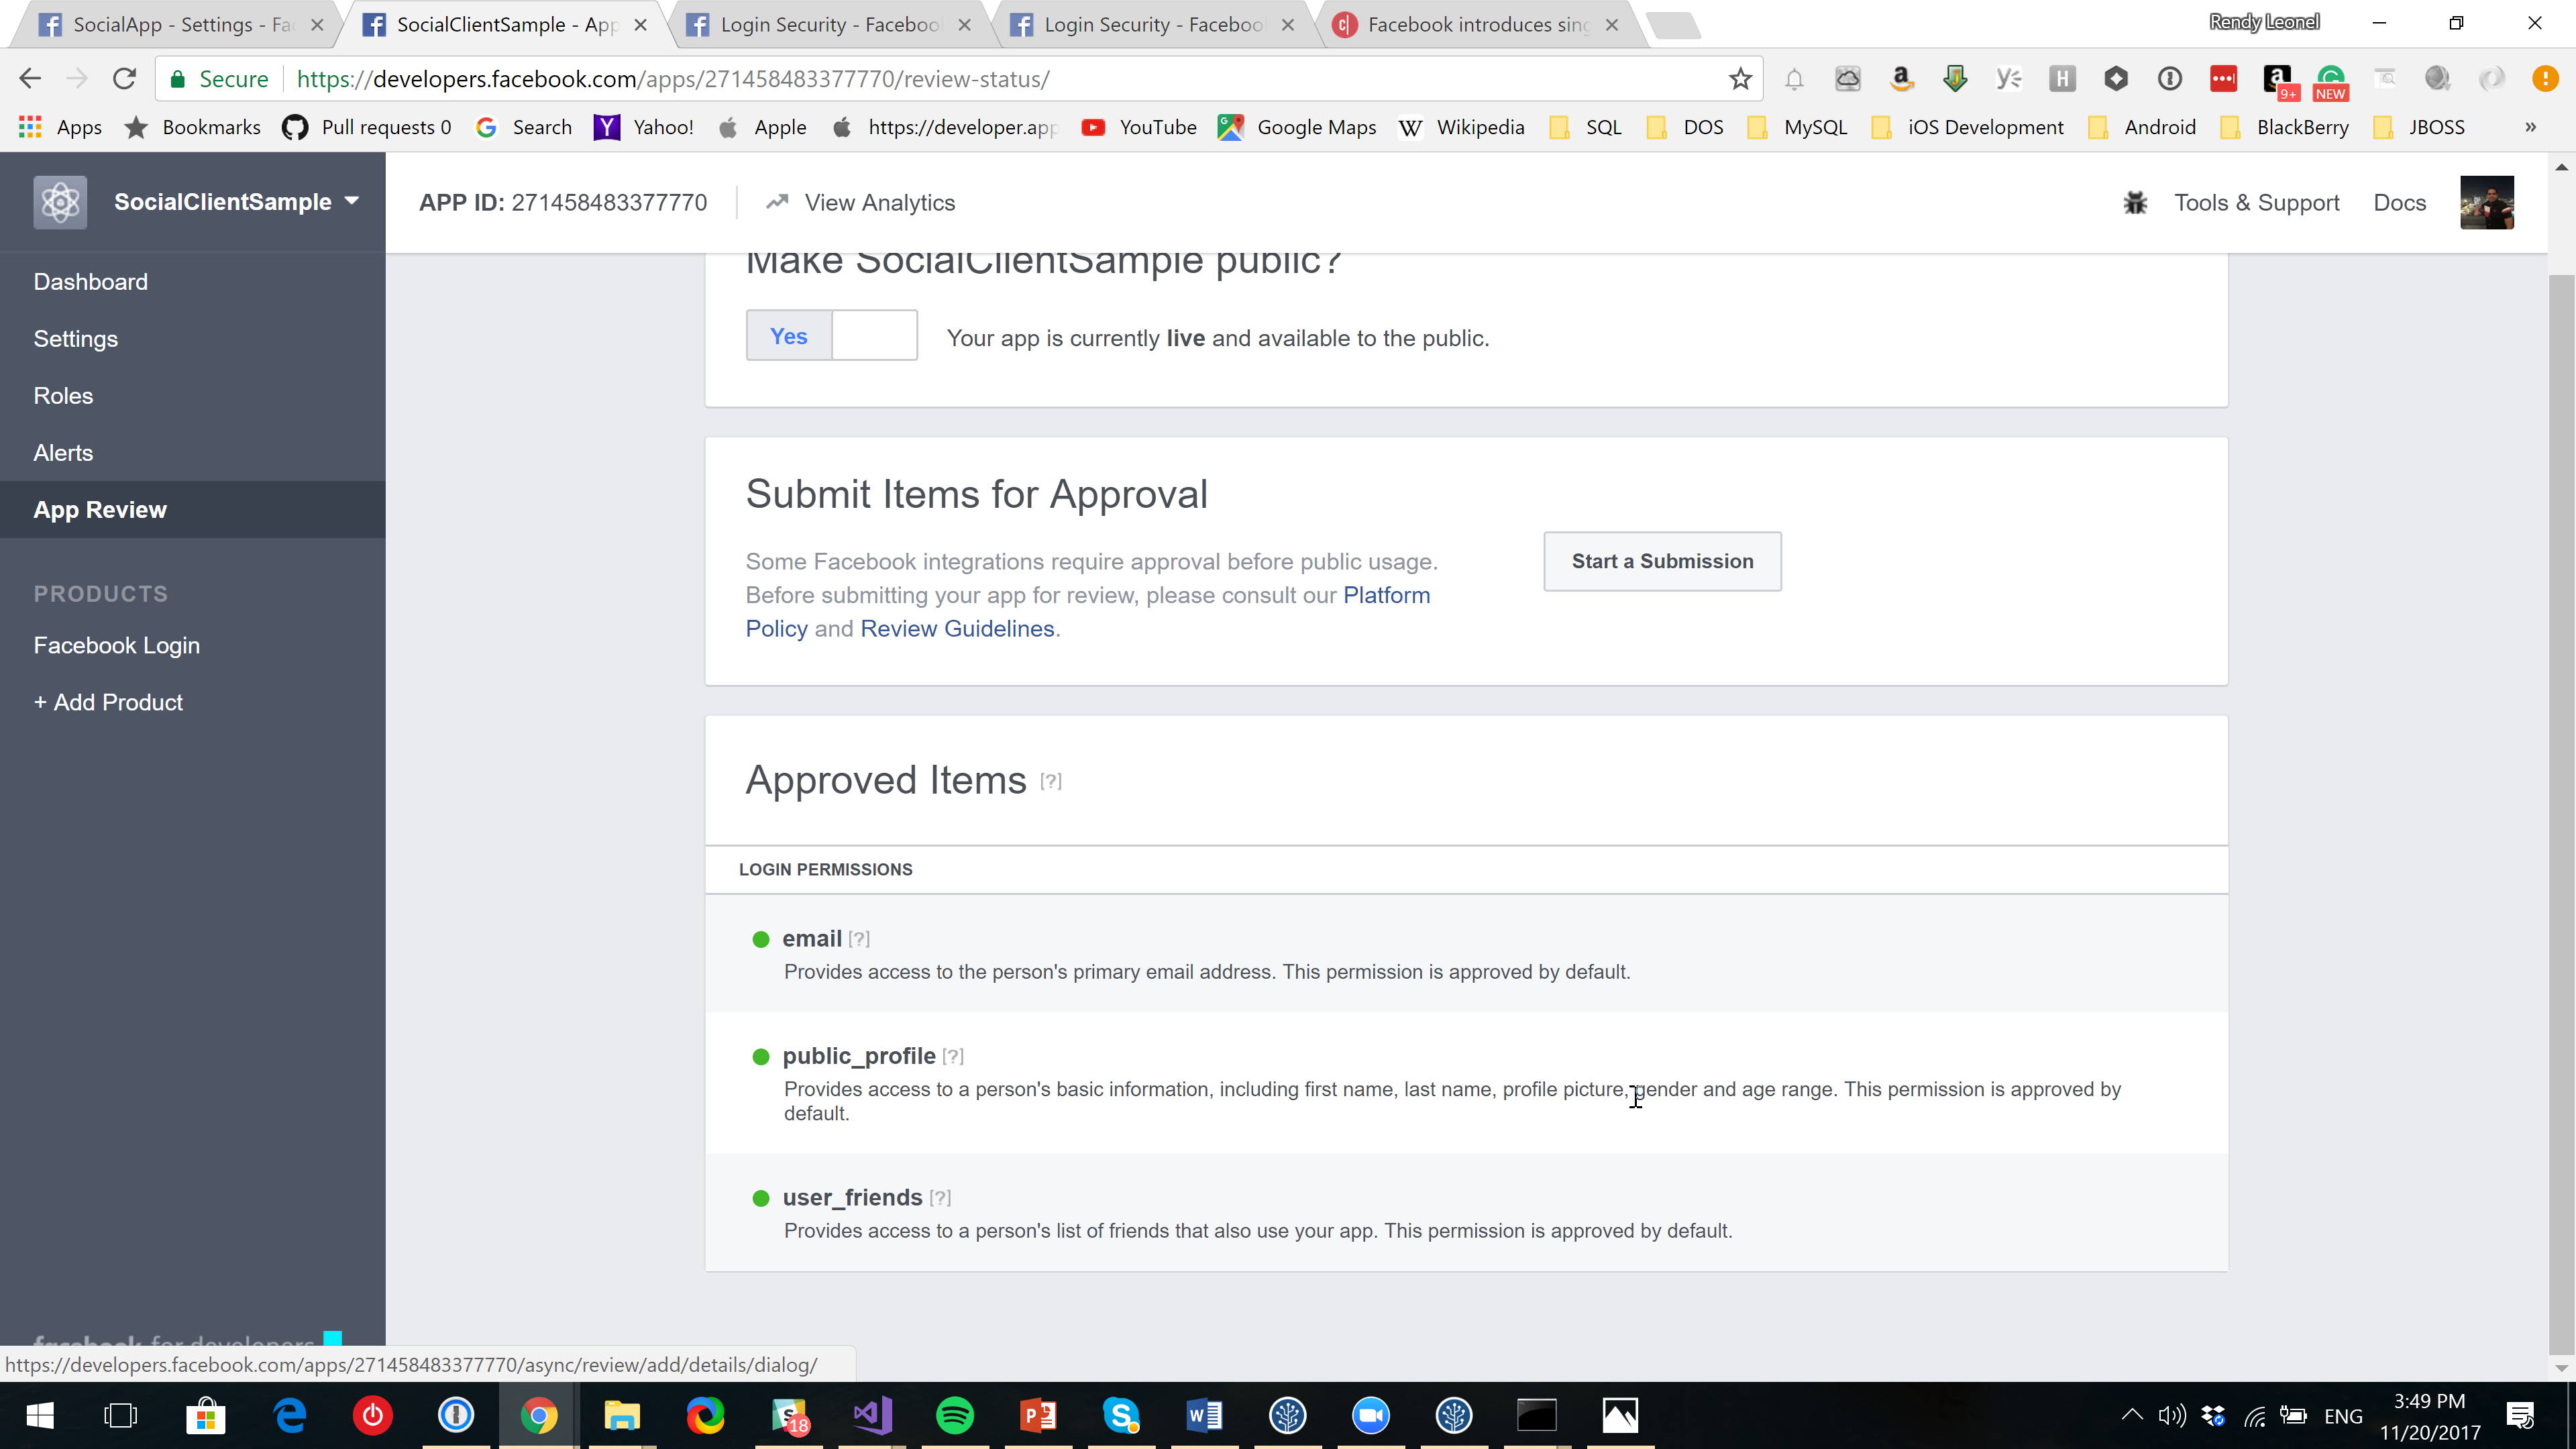 SocialApp - Settings - Fa
SocialClientSample - App
Login Security - Faceboo
Login Security - Faceboo
Facebook introduces sing
Rendy Leonel
Secure
https://developers.facebook.com/apps/271458483377770/review-status/
9+
NEW
Apps
Bookmarks
Pull requests 0
Search
Yahoo!
Apple
https://developer.app
YouTube
Google Maps
Wikipedia
SQL
DOS
MySQL
iOS Development
Android
BlackBerry
JBOSS
»
SocialClientSample
APP ID: 271458483377770
View Analytics
Tools & Support
Docs
Dashboard
Settings
Roles
Alerts
App Review
PRODUCTS
Facebook Login
+ Add Product
facebook for developers
Make SocialClientSample public?
Yes
Your app is currently live and available to the public.
Submit Items for Approval
Some Facebook integrations require approval before public usage.
Before submitting your app for review, please consult our Platform
Policy and Review Guidelines.
Start a Submission
Approved Items [?]
LOGIN PERMISSIONS
email [?]
Provides access to the person's primary email address. This permission is approved by default.
public_profile [?]
Provides access to a person's basic information, including first name, last name, profile picture, gender and age range. This permission is approved by
default.
user_friends [?]
Provides access to a person's list of friends that also use your app. This permission is approved by default.
https://developers.facebook.com/apps/271458483377770/async/review/add/details/dialog/
18
ENG
3:49 PM
11/20/2017